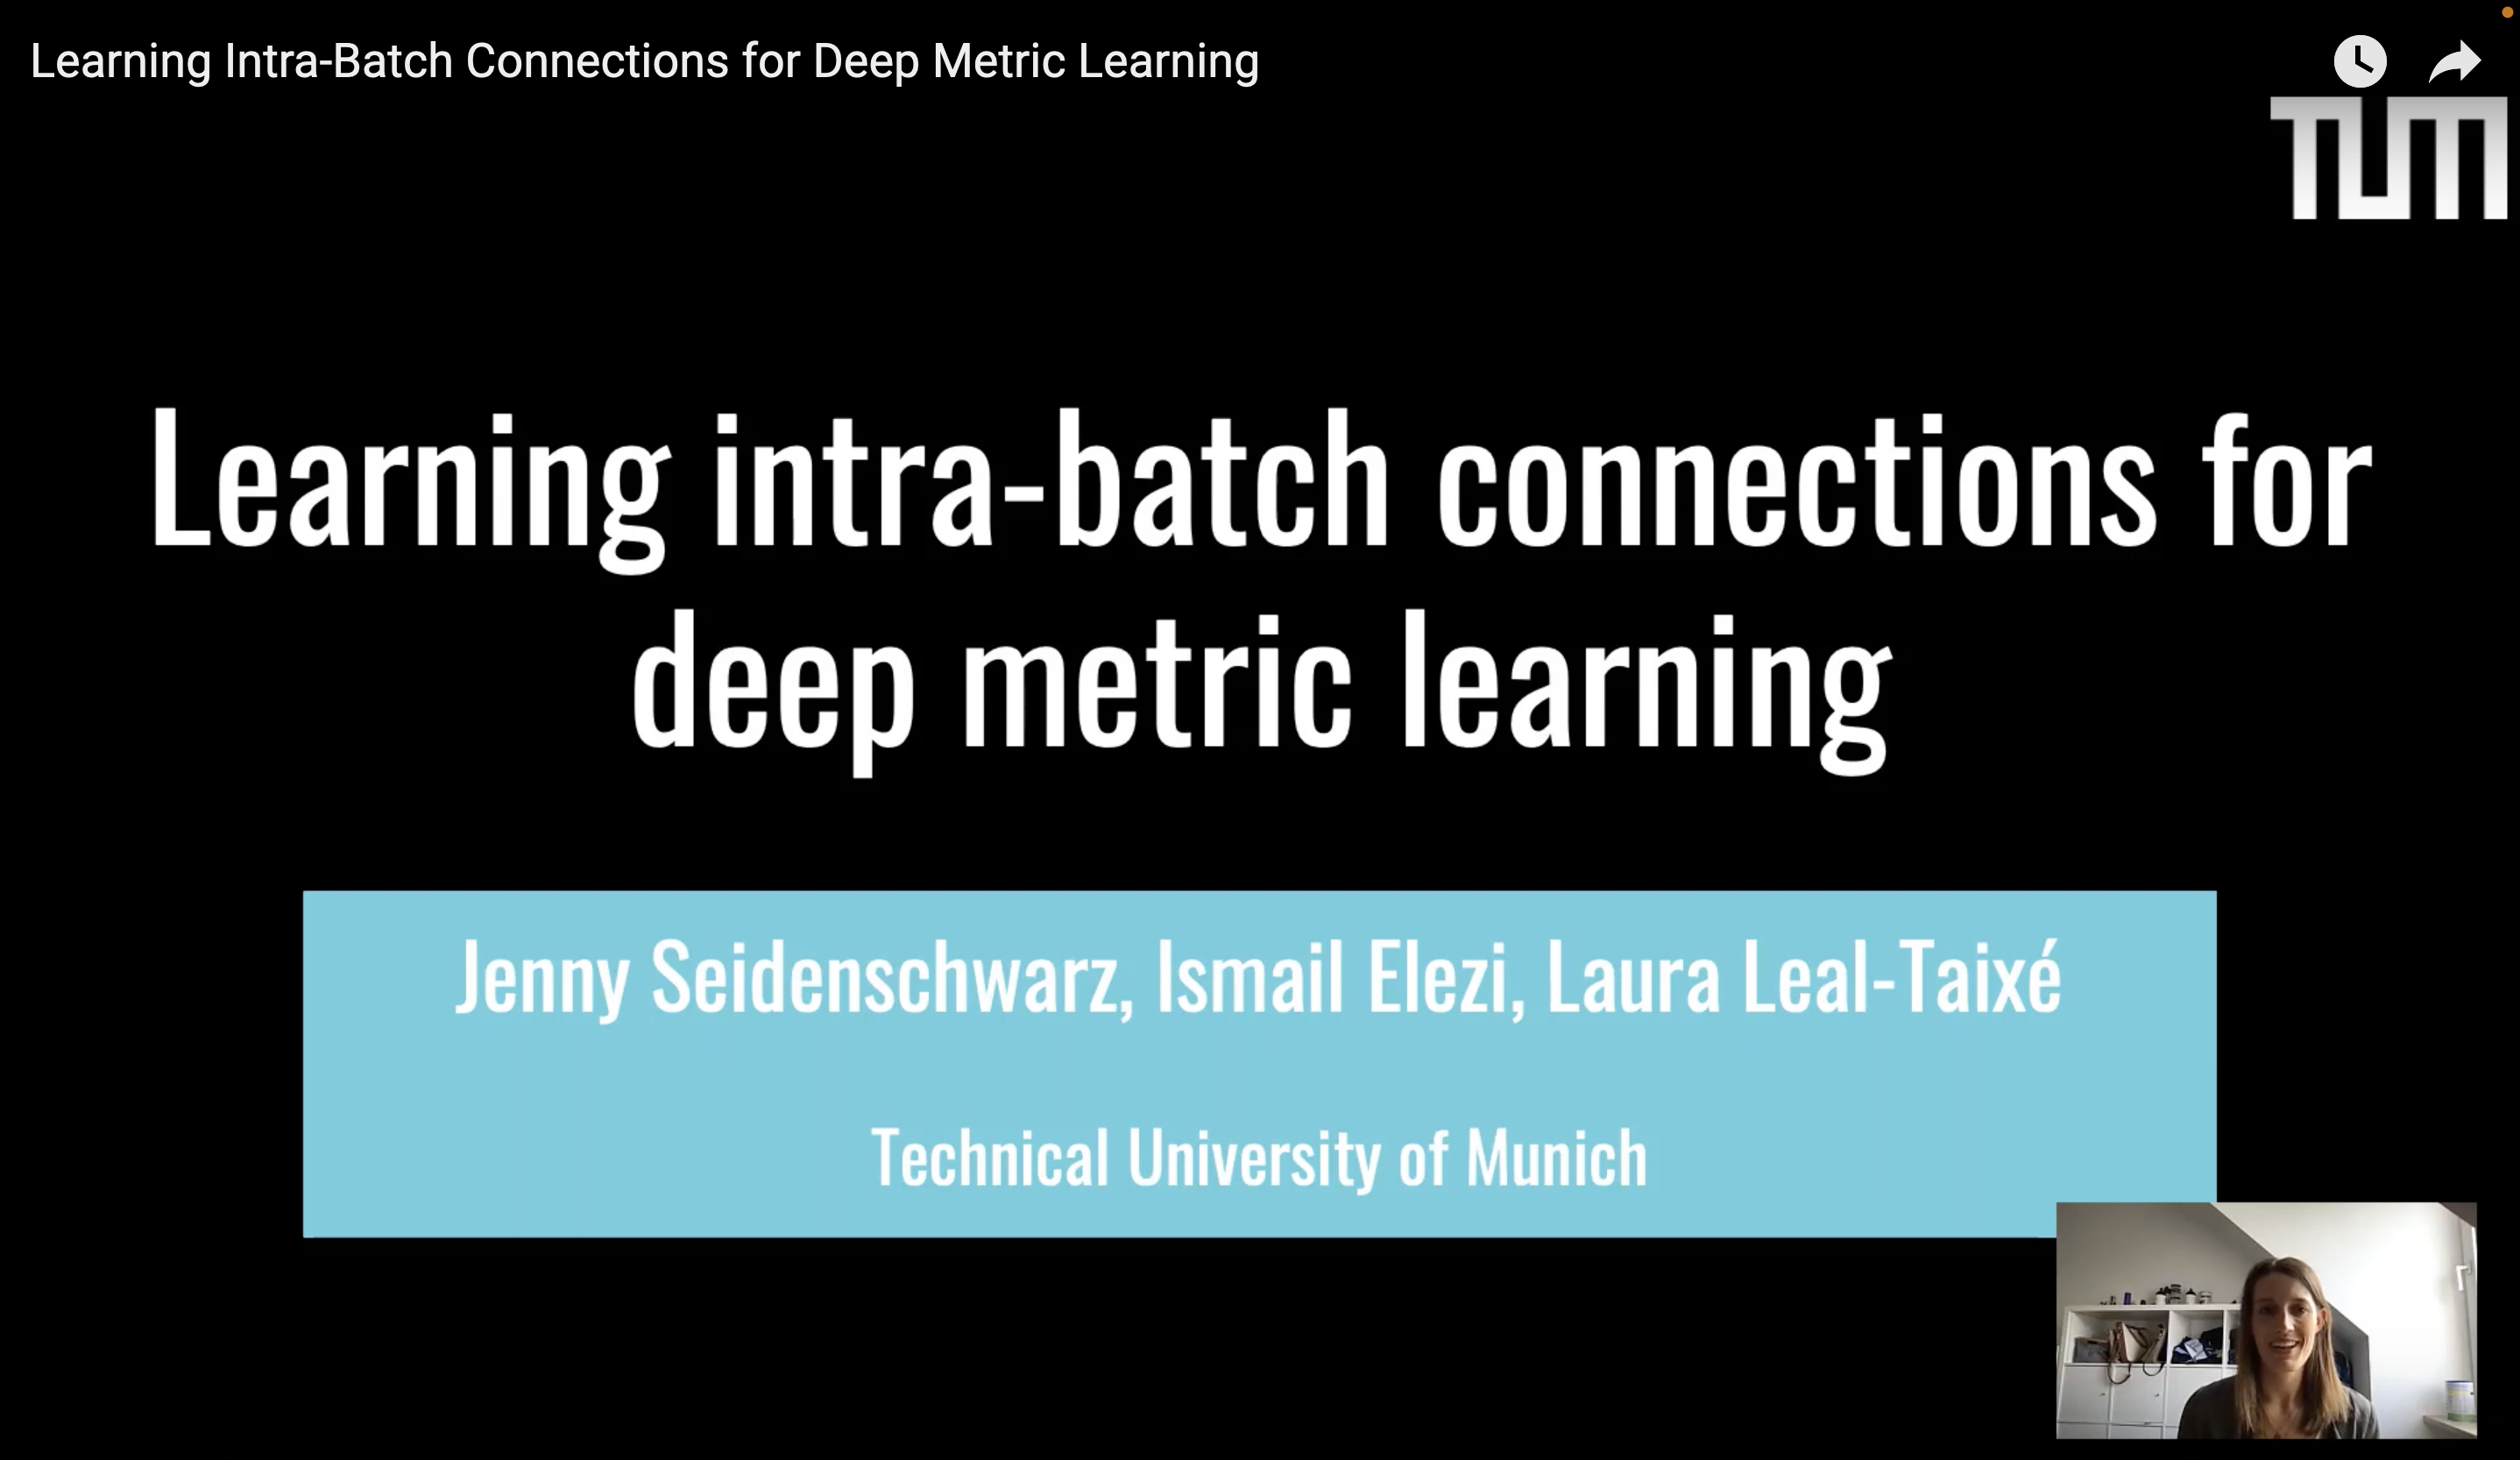 Learning Intra-Batch Connections for Deep Metric Learning
TUM
Learning intra-batch connections for
deep metric learning
Jenny Seidenschwarz, Ismail Elezi, Laura Leal-Taixé
Technical University of Munich